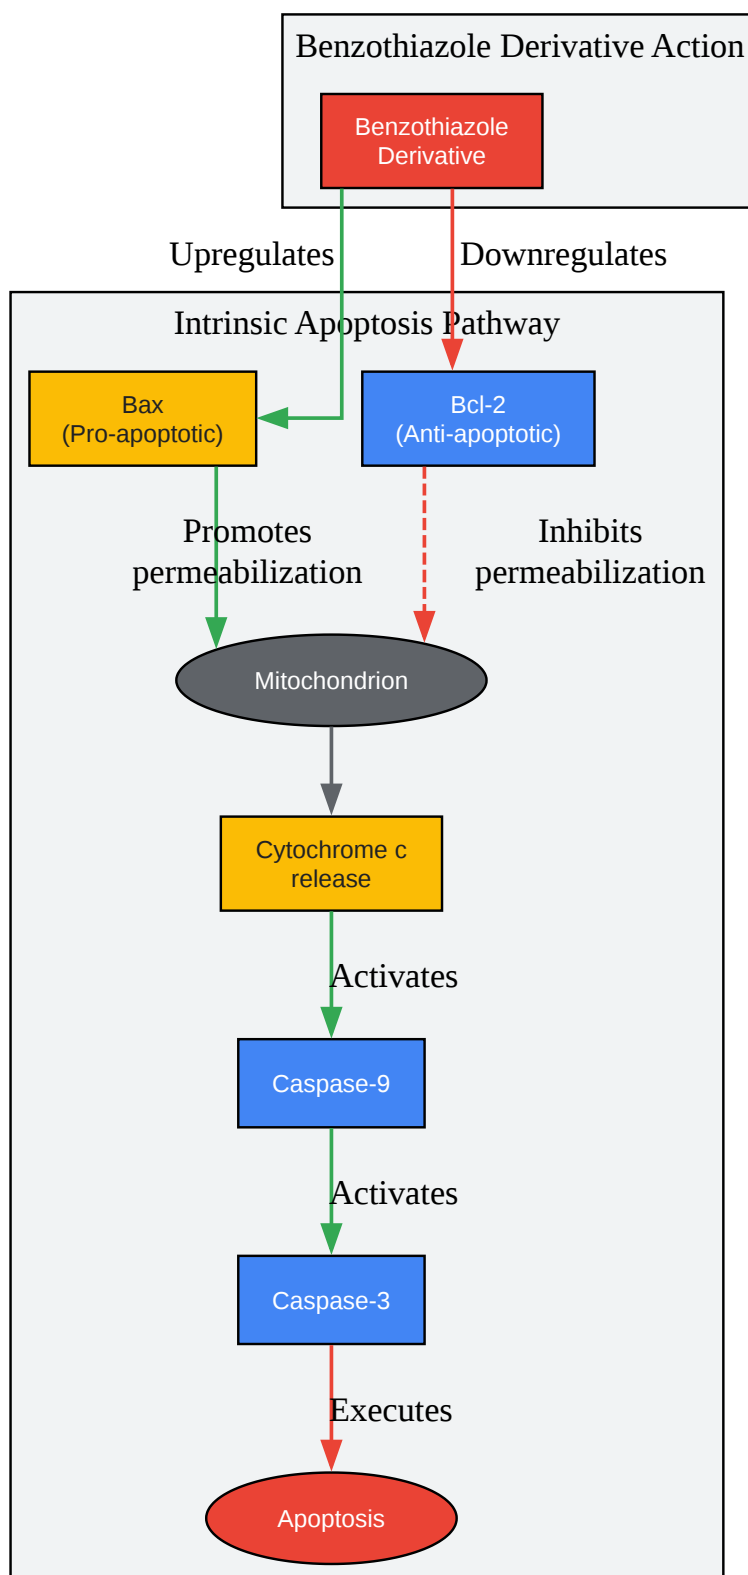 Benzothiazole Derivative Action
Benzothiazole
Derivative
Upregulates
Downregulates
Intrinsic Apoptosis Pathway
Bax
(Pro-apoptotic)
Bcl-2
(Anti-apoptotic)
Promotes
permeabilization
Inhibits
permeabilization
Mitochondrion
Cytochrome c
release
Activates
Caspase-9
Activates
Caspase-3
Executes
Apoptosis